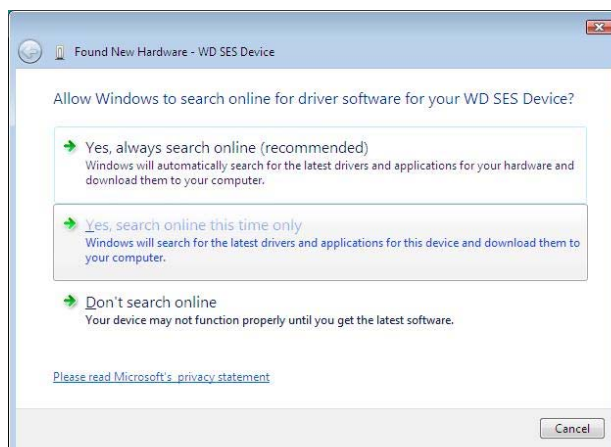 Found New Hardware - WD SES Device
Allow Windows to search online for driver software for your WD SES Device?
Yes, always search online (recommended)
Windows will automatically search for the latest drivers and applications for your hardware and
download them to your computer.
Yes, search online this time only
Windows will search for the latest drivers and applications for this device and download them to
your computer.
Don't search online
Your device may not function properly until you get the latest software.
Please read Microsoft's privacy statement
Cancel